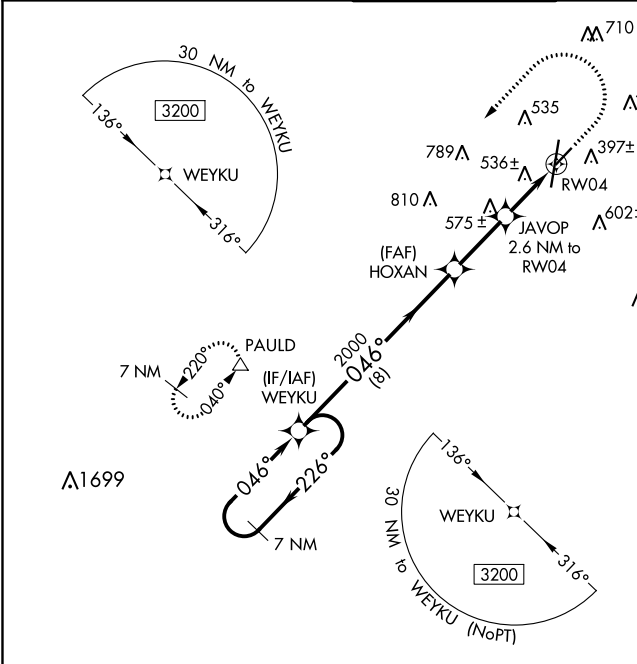 710
30 NM to WEYKU
136°
3200
WEYKU
316°
535
789
536±
397±
RW04
810
575 ±
602±
JAVOP
2.6 NM to
RW04
(FAF)
HOXAN
2000
046°
(8)
PAULD
220°
040°
7 NM
(IF/IAF)
WEYKU
1699
046°
226°
7 NM
136°
WEYKU
316°
3200
30 NM to WEYKU (NoPT)